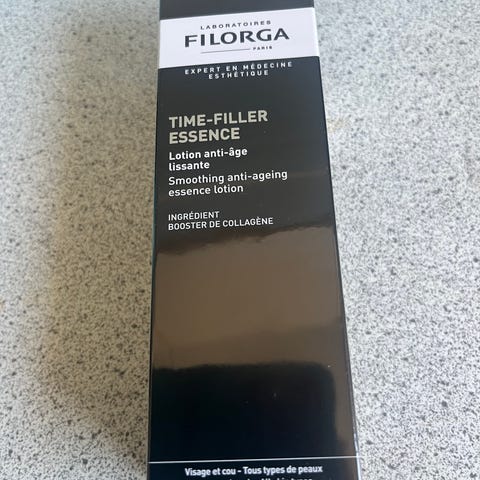 LABORATOIRES
FILORGA
PARIS
EXPERT EN MÉDECINE
ESTHÉTIQUE
TIME-FILLER
ESSENCE
Lotion anti-âge
lissante
Smoothing anti-ageing
essence lotion
INGRÉDIENT
BOOSTER DE COLLAGÈNE
Visage et cou – Tous types de peaux